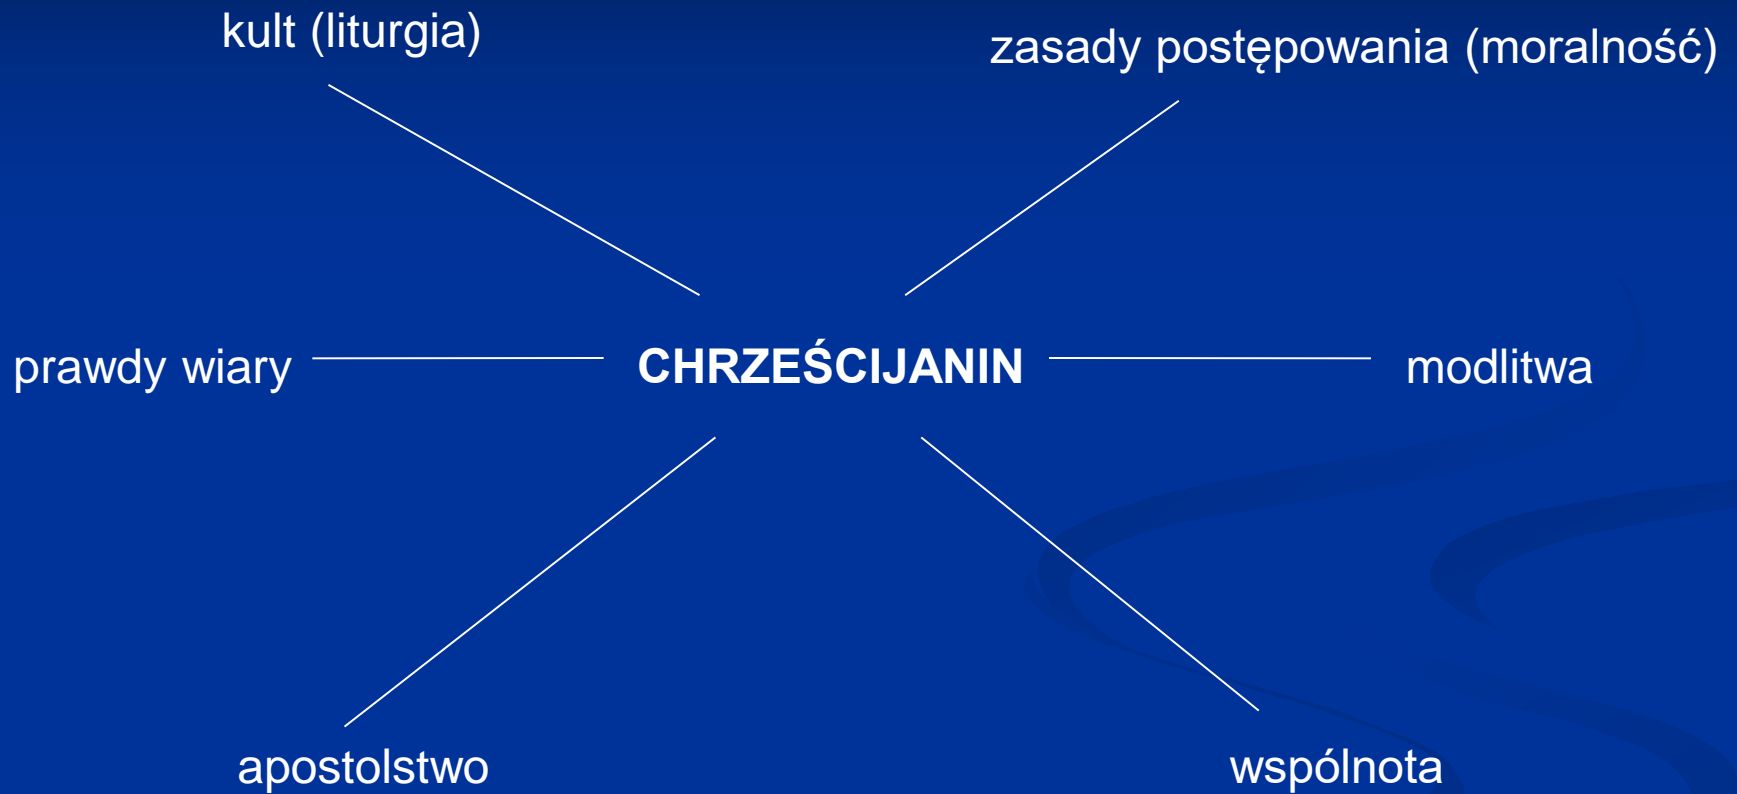 kult (liturgia)
zasady postępowania (moralność)
prawdy wiary
CHRZEŚCIJANIN
modlitwa
apostolstwo
wspólnota